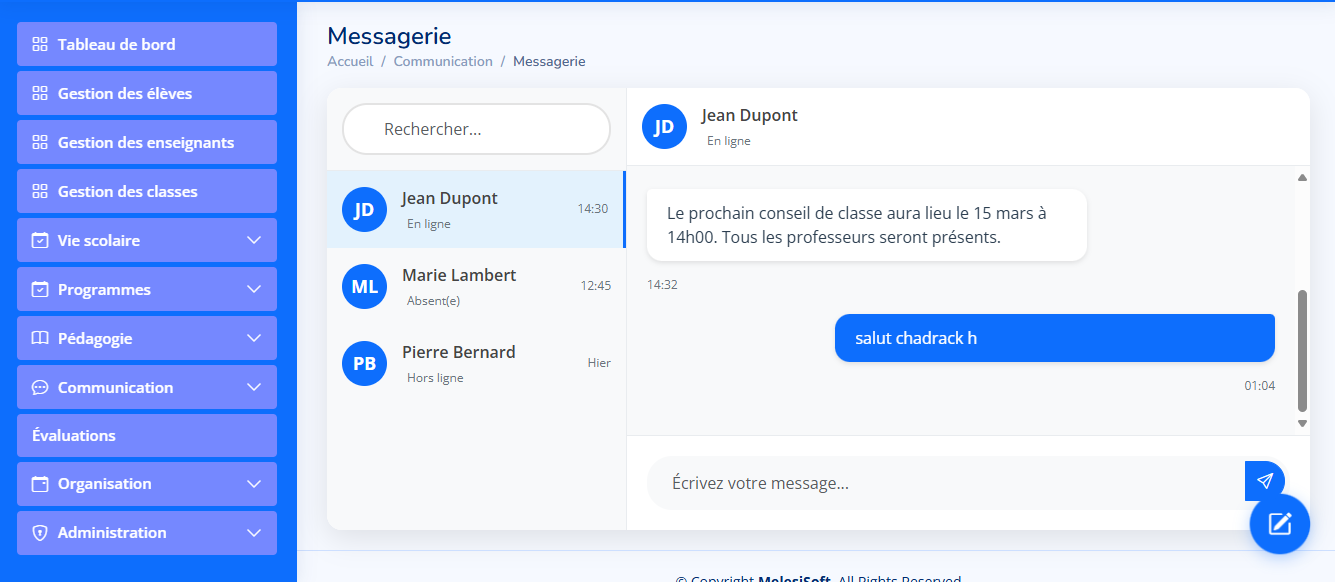 Tableau de bord
Gestion des élèves
Gestion des enseignants
Gestion des classes
Vie scolaire
Programmes
Pédagogie
Communication
Évaluations
Organisation
Administration
Messagerie
Accueil / Communication / Messagerie
Rechercher...
JD
Jean Dupont
En ligne
14:30
ML
Marie Lambert
Absent(e)
12:45
PB
Pierre Bernard
Hors ligne
Hier
JD
Jean Dupont
En ligne
Le prochain conseil de classe aura lieu le 15 mars à
14h00. Tous les professeurs seront présents.
14:32
salut chadrack h
01:04
Écrivez votre message...
© Copyright MolesiSoft. All Rights Reserved